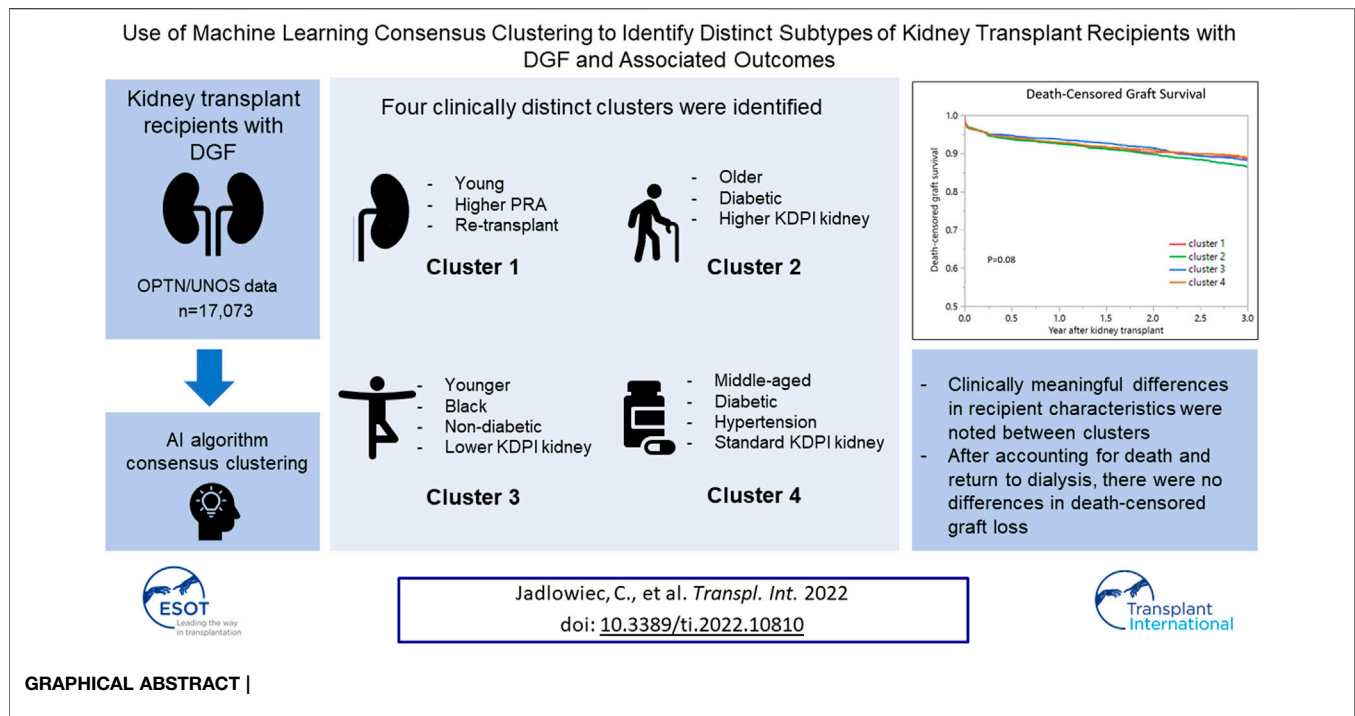 Use of Machine Learning Consensus Clustering to Identify Distinct Subtypes of Kidney Transplant Recipients with
DGF and Associated Outcomes
Kidney transplant
recipients with
DGF
OPTN/UNOS data
n=17,073
AI algorithm
consensus clustering
Four clinically distinct clusters were identified
- Young
- Higher PRA
- Re-transplant
Cluster 1
- Older
- Diabetic
- Higher KDPI kidney
Cluster 2
- Younger
- Black
- Non-diabetic
- Lower KDPI kidney
Cluster 3
- Middle-aged
- Diabetic
- Hypertension
- Standard KDPI kidney
Cluster 4
Death-Censored Graft Survival
Death-censored graft survival
1.0
0.9
0.8
0.7
0.6
0.5
P=0.08
cluster 1
cluster 2
cluster 3
cluster 4
0.0 0.5 1.0 1.5 2.0 2.5 3.0
Year after kidney transplant
- Clinically meaningful differences
in recipient characteristics were
noted between clusters
- After accounting for death and
return to dialysis, there were no
differences in death-censored
graft loss
ESOT
Leading the way
in transplantation
Jadlowiec, C., et al. Transpl. Int. 2022
doi: 10.3389/ti.2022.10810
Transplant
International
GRAPHICAL ABSTRACT |